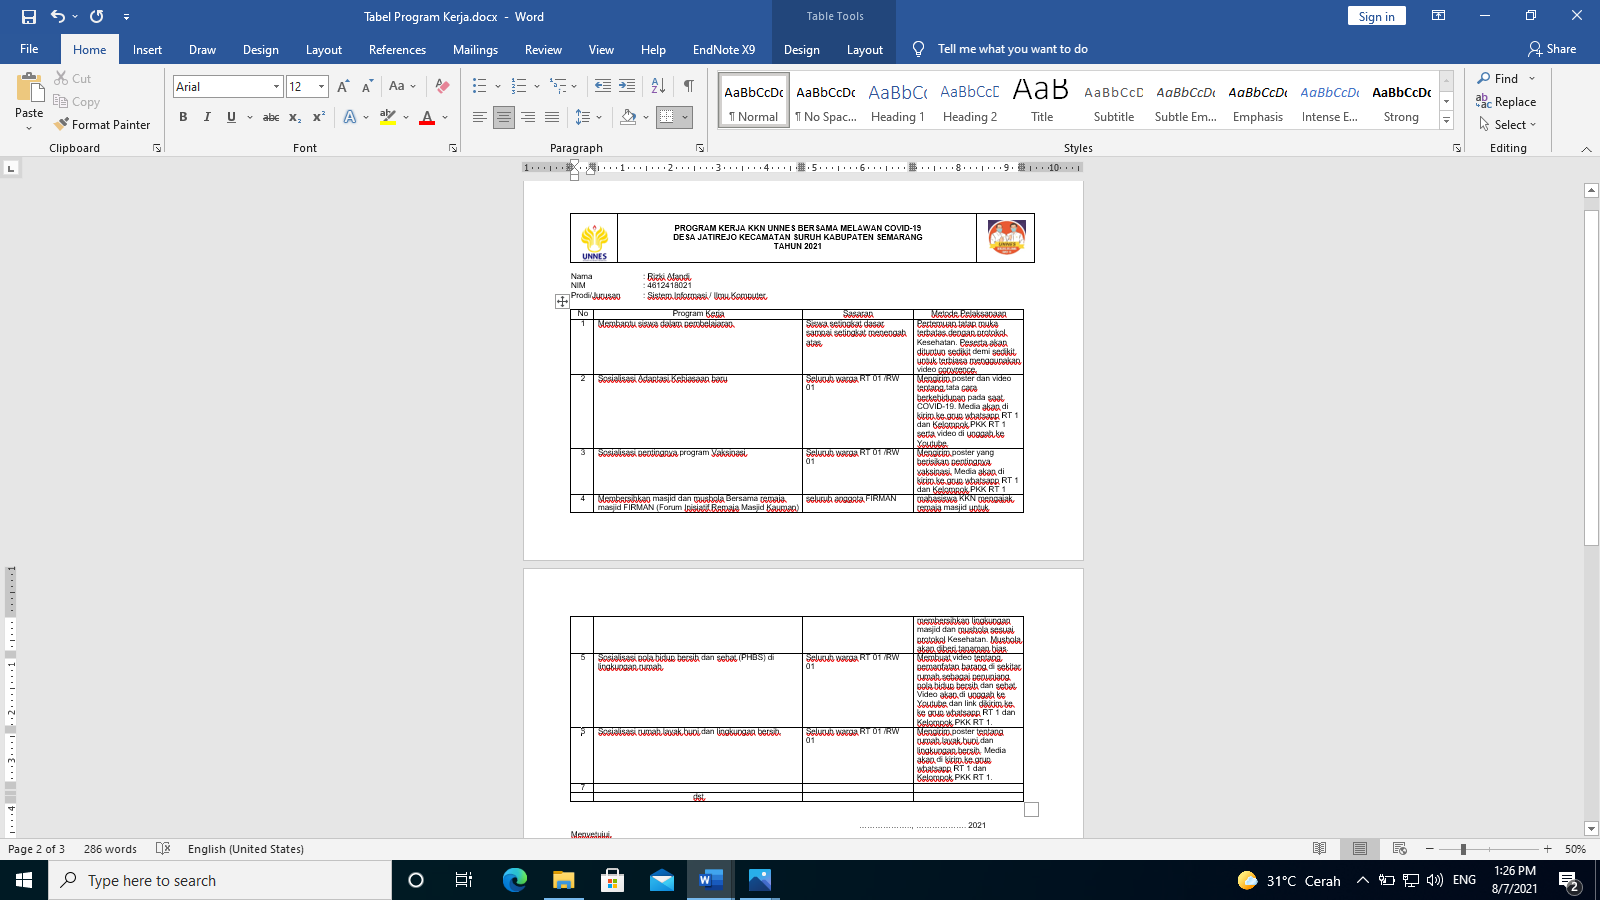 Tabel Program Kerja.docx - Word
Table Tools
Sign in
File Home Insert Draw Design Layout References Mailings Review View Help EndNote X9 Design Layout Tell me what you want to do Share
Paste
Cut
Copy
Format Painter
Clipboard
Arial 12
Font
Paragraph
AaBbCcDc AaBbCcDc AaBbCc AaBbCcD AaB AaBbCcD AaBbCcDc AaBbCcDc AaBbCcDc AaBbCcDc
¶ Normal ¶ No Spac... Heading 1 Heading 2 Title Subtitle Subtle Em... Emphasis Intense E... Strong
Styles
Find
Replace
Select
Editing
PROGRAM KERJA KKN UNNES BERSAMA MELAWAN COVID-19
DESA JATIREJO KECAMATAN SURUH KABUPATEN SEMARANG
TAHUN 2021
UNNES
UNNES
Nama : Rizki Afandi
NIM : 4612418021
Prodi/Jurusan : Sistem Informasi / Ilmu Komputer
No Program Kerja Sasaran Metode Pelaksanaan
1 Membantu siswa dalam pembelajaran. Siswa setingkat dasar sampai setingkat menengah atas. Pertemuan tatap muka terbatas dengan protokol Kesehatan. Peserta akan dituntun sedikit demi sedikit untuk terbiasa menggunakan video convrence.
2 Sosialisasi Adaptasi Kebiasaan baru Seluruh warga RT 01 /RW 01 Mengirim poster dan video tentang tata cara berkehidupan pada saat COVID-19. Media akan di kirim ke grup whatsapp RT 1 dan Kelompok PKK RT 1 serta video di unggah ke Youtube.
3 Sosialisasi pentingnya program Vaksinasi. Seluruh warga RT 01 /RW 01 Mengirim poster yang berisikan pentingnya vaksinasi. Media akan di kirim ke grup whatsapp RT 1 dan Kelompok PKK RT 1
4 Membersihkan masjid dan mushola Bersama remaja masjid FIRMAN (Forum Inisiatif Remaja Masjid Kauman) seluruh anggota FIRMAN mahasiswa KKN mengajak remaja masjid untuk
membersihkan lingkungan masjid dan mushola sesuai protokol Kesehatan. Mushola akan diberi tanaman hias.
5 Sosialisasi pola hidup bersih dan sehat (PHBS) di lingkungan rumah. Seluruh warga RT 01 /RW 01 Membuat video tentang pemanfatan barang di sekitar rumah sebagai penunjang pola hidup bersih dan sehat. Video akan di unggah ke Youtube dan link dikirim ke ke grup whatsapp RT 1 dan Kelompok PKK RT 1.
Sosialisasi rumah layak huni dan lingkungan bersih. Seluruh warga RT 01 /RW 01 Mengirim poster tentang rumah layak huni dan lingkungan bersih. Media akan di kirim ke grup whatsapp RT 1 dan Kelompok PKK RT 1.
7
dst.
...................., .................... 2021
Menyetujui,
Page 2 of 3 286 words English (United States) 50%
Type here to search
31°C Cerah ENG
1:26 PM
8/7/2021
2